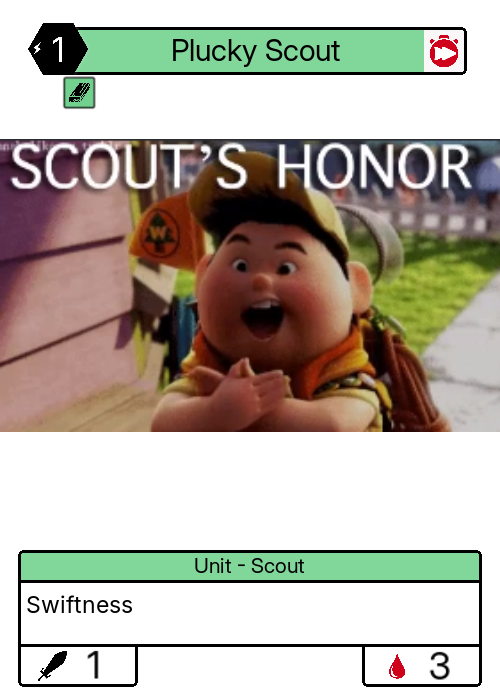 1
Plucky Scout
SCOUT'S HONOR
W
Unit - Scout
Swiftness
1
3